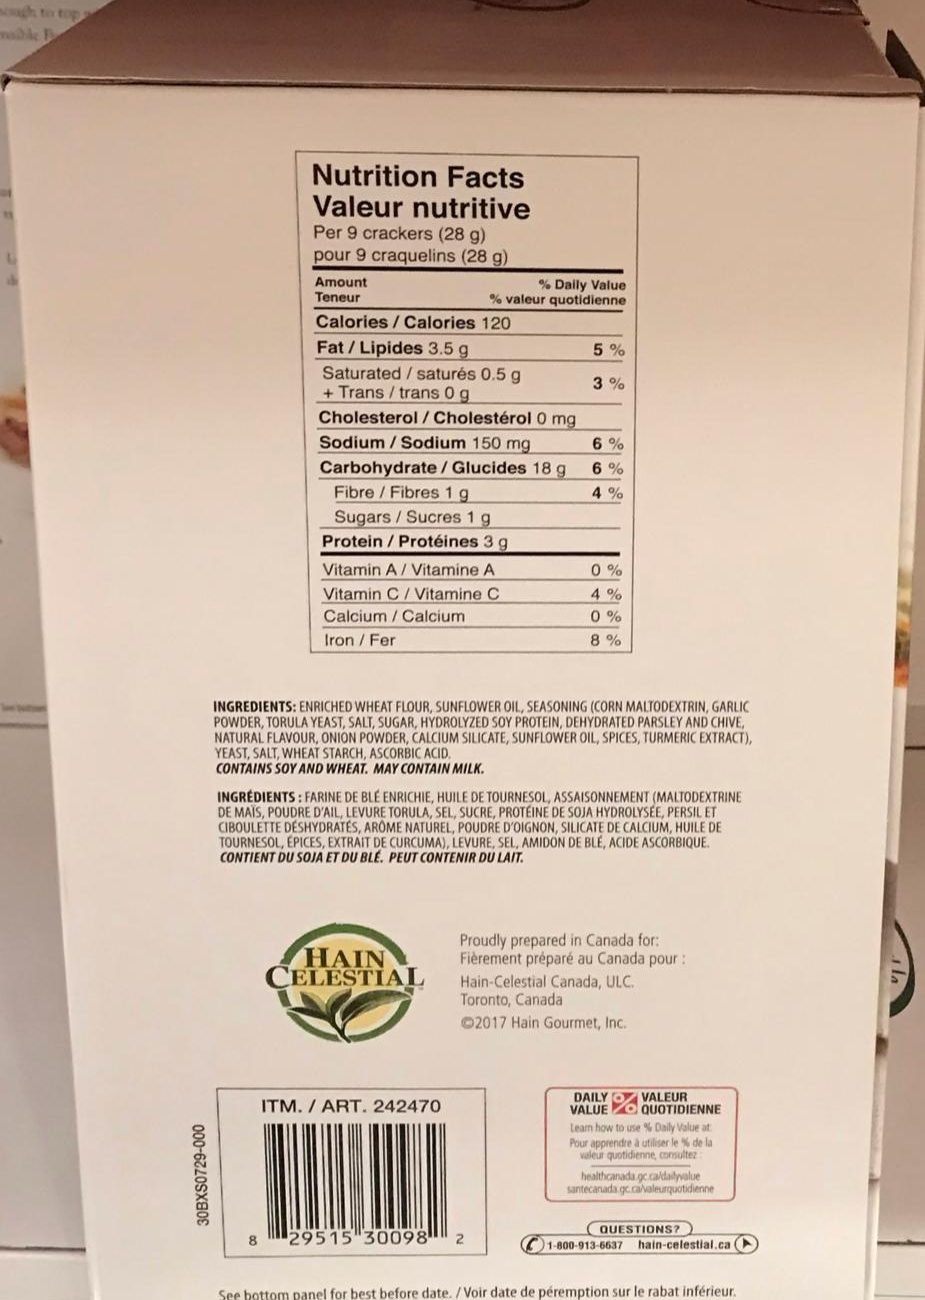 ough to top
nsible
Nutrition Facts
Valeur nutritive
Per 9 crackers (28 g)
pour 9 craquelins (28 g)
Amount % Daily Value
Teneur % valeur quotidienne
Calories / Calories 120
Fat / Lipides 3.5 g 5 %
Saturated / saturés 0.5 g
+ Trans / trans 0 g 3 %
Cholesterol / Cholestérol 0 mg
Sodium / Sodium 150 mg 6 %
Carbohydrate / Glucides 18 g 6 %
Fibre / Fibres 1 g 4 %
Sugars / Sucres 1 g
Protein / Protéines 3 g
Vitamin A / Vitamine A 0 %
Vitamin C / Vitamine C 4 %
Calcium / Calcium 0 %
Iron / Fer 8 %
INGREDIENTS: ENRICHED WHEAT FLOUR, SUNFLOWER OIL, SEASONING (CORN MALTODEXTRIN, GARLIC
POWDER, TORULA YEAST, SALT, SUGAR, HYDROLYZED SOY PROTEIN, DEHYDRATED PARSLEY AND CHIVE,
NATURAL FLAVOUR, ONION POWDER, CALCIUM SILICATE, SUNFLOWER OIL, SPICES, TURMERIC EXTRACT),
YEAST, SALT, WHEAT STARCH, ASCORBIC ACID.
CONTAINS SOY AND WHEAT. MAY CONTAIN MILK.
INGRÉDIENTS : FARINE DE BLÉ ENRICHIE, HUILE DE TOURNESOL, ASSAISONNEMENT (MALTODEXTRINE
DE MAÏS, POUDRE D'AIL, LEVURE TORULA, SEL, SUCRE, PROTÉINE DE SOJA HYDROLYSÉE, PERSIL ET
CIBOULETTE DÉSHYDRATÉS, ARÔME NATUREL, POUDRE D'OIGNON, SILICATE DE CALCIUM, HUILE DE
TOURNESOL, ÉPICES, EXTRAIT DE CURCUMA), LEVURE, SEL, AMIDON DE BLÉ, ACIDE ASCORBIQUE.
CONTIENT DU SOJA ET DU BLÉ. PEUT CONTENIR DU LAIT.
HAIN
CELESTIAL
Proudly prepared in Canada for:
Fièrement préparé au Canada pour :
Hain-Celestial Canada, ULC.
Toronto, Canada
©2017 Hain Gourmet, Inc.
30BXS0729-000
ITM. / ART. 242470
8 29515 30098 2
DAILY VALUE % VALEUR QUOTIDIENNE
Learn how to use % Daily Value at:
Pour apprendre à utiliser le % de la
valeur quotidienne, consultez :
healthcanada.gc.ca/dailyvalue
santecanada.gc.ca/valeurquotidienne
QUESTIONS?
1-800-913-6637 hain-celestial.ca
See bottom panel for best before date. / Voir date de péremption sur le rabat inférieur.